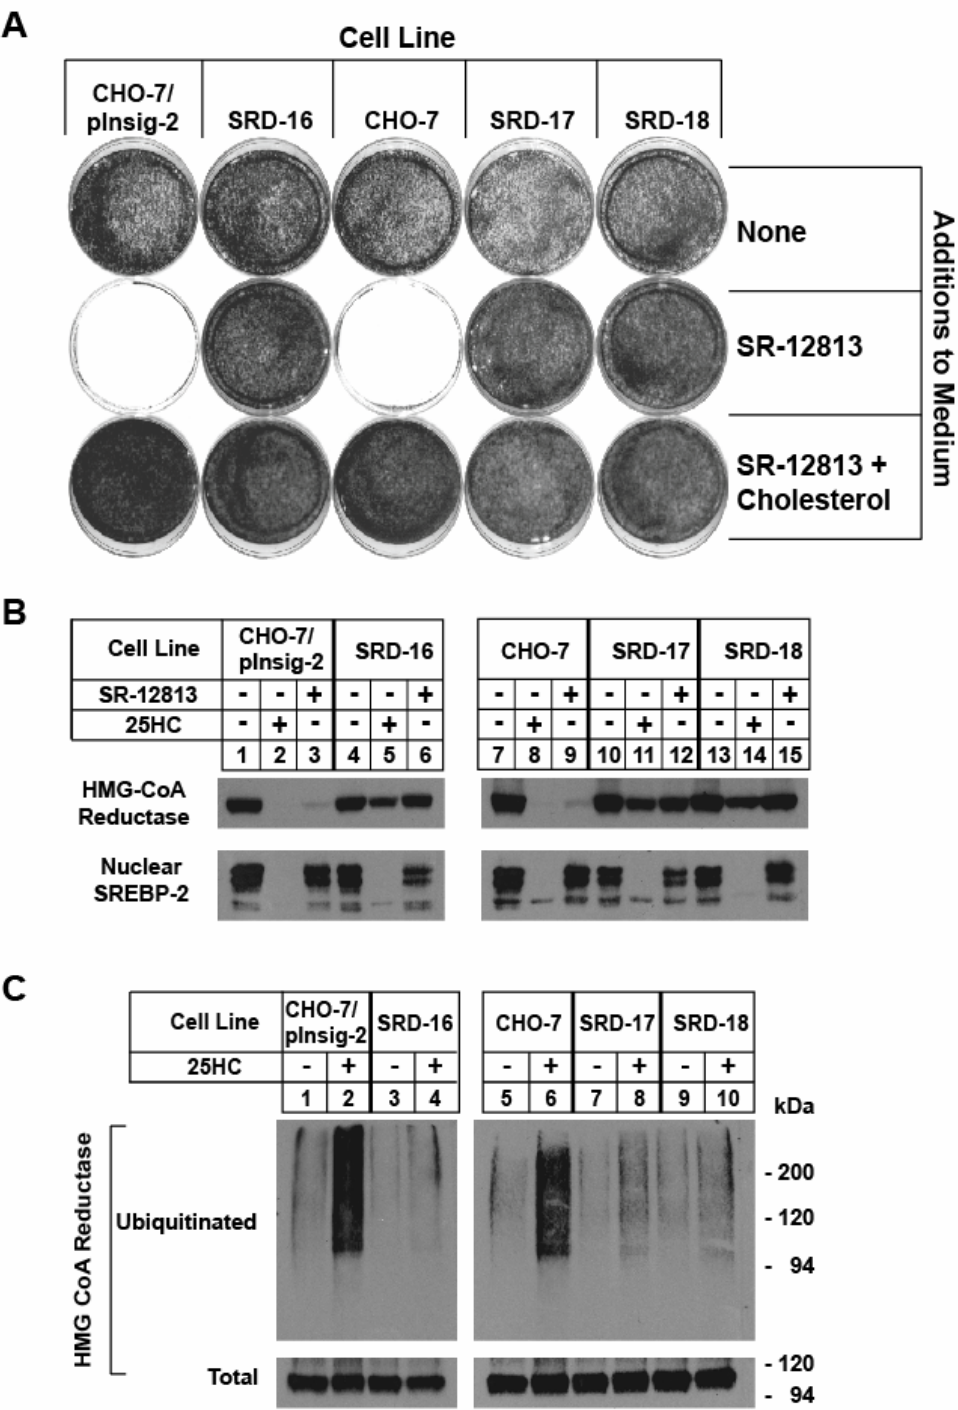 A
Cell Line
CHO-7/
pInsig-2
SRD-16
CHO-7
SRD-17
SRD-18
None
SR-12813
SR-12813 +
Cholesterol
Additions to Medium
B
Cell Line
CHO-7/
pInsig-2
SRD-16
CHO-7
SRD-17
SRD-18
SR-12813 - - + - - + - - + - - + - - +
25HC - + - - + - - + - - + - - + -
1 2 3 4 5 6 7 8 9 10 11 12 13 14 15
HMG-CoA
Reductase
Nuclear
SREBP-2
C
Cell Line
CHO-7/
pInsig-2
SRD-16
CHO-7
SRD-17
SRD-18
25HC - + - + - + - + - +
1 2 3 4 5 6 7 8 9 10
kDa
HMG CoA Reductase
Ubiquitinated
- 200
- 120
- 94
Total
- 120
- 94